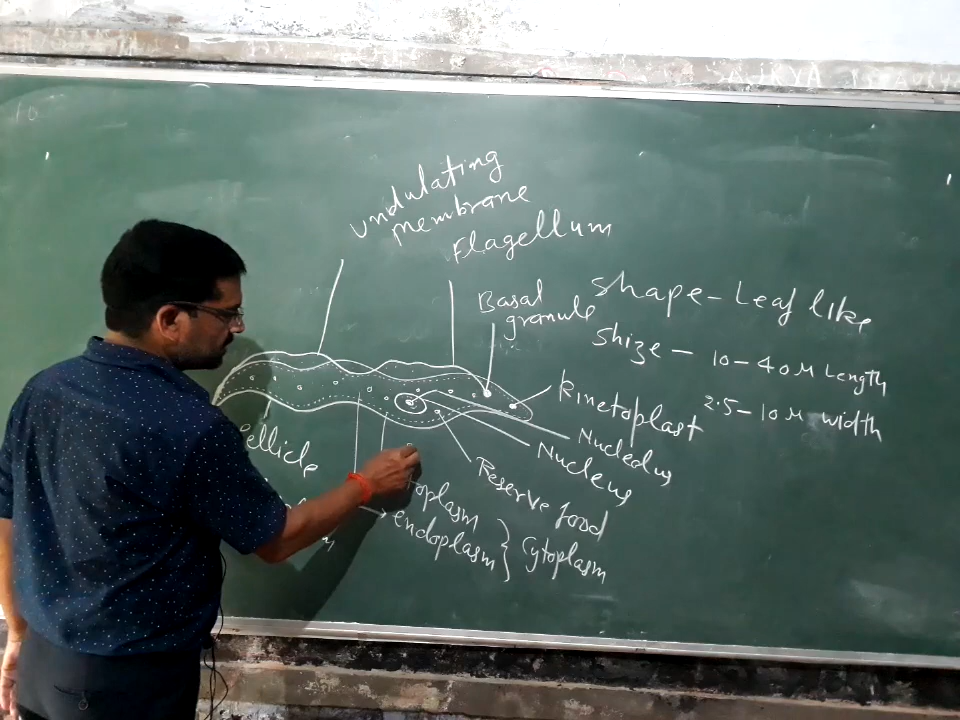 undulating
membrane
Flagellum
Basal
granule
Shape - Leaf like
Shize - 10-40 μ Length
2.5-10 μ width
kinetoplast
Nucledus
Nucleus
Reserve food
ellicle
toplasm
endoplasm } Cytoplasm